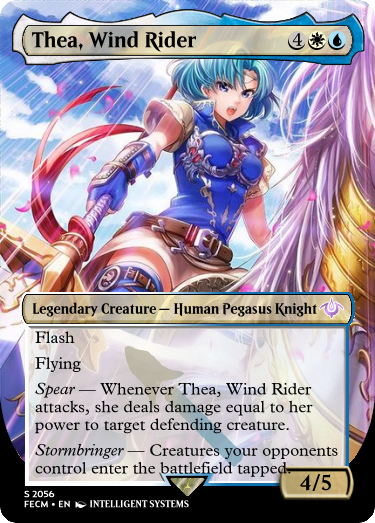 Thea, Wind Rider 4
Legendary Creature — Human Pegasus Knight
Flash
Flying
Spear — Whenever Thea, Wind Rider
attacks, she deals damage equal to her
power to target defending creature.
Stormbringer — Creatures your opponents
control enter the battlefield tapped.
4/5
S 2056
FECM • EN INTELLIGENT SYSTEMS